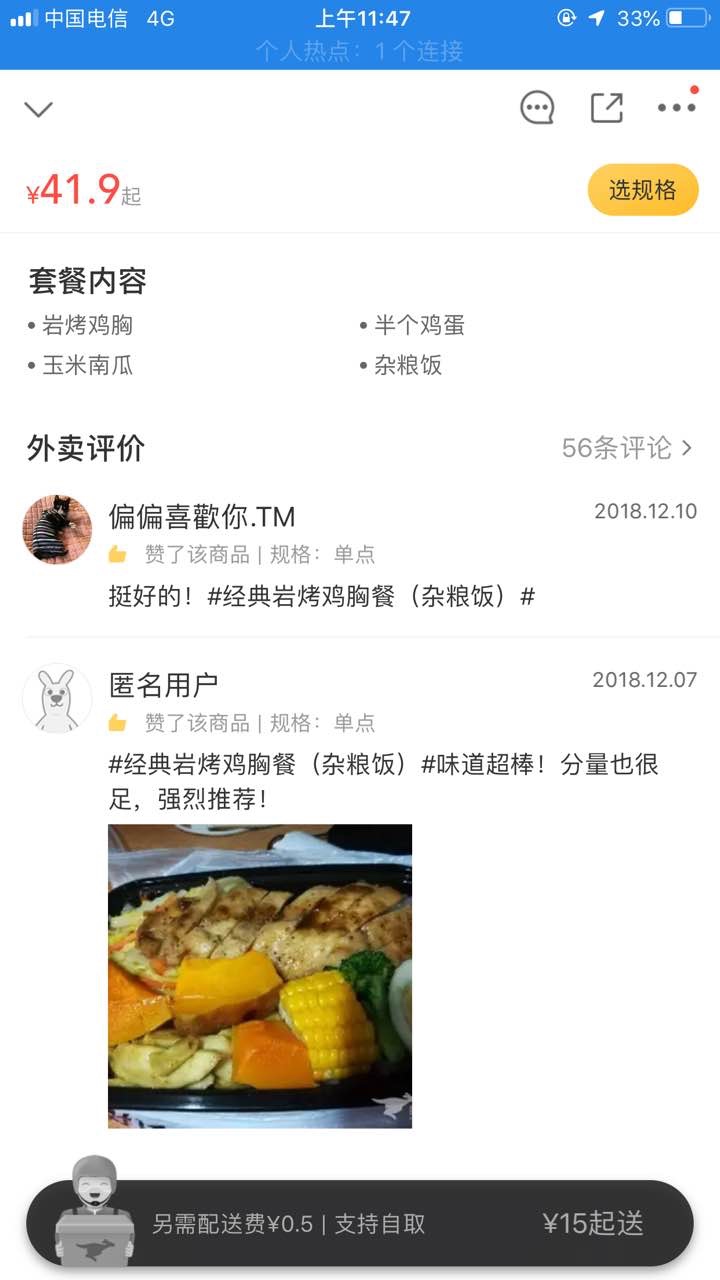 中国电信 4G 上午11:47 33%
个人热点：1 个连接
¥41.9起 选规格
套餐内容
• 岩烤鸡胸 • 半个鸡蛋
• 玉米南瓜 • 杂粮饭
外卖评价 56条评论
偏偏喜歡你.TM 2018.12.10
赞了该商品 | 规格：单点
挺好的！#经典岩烤鸡胸餐（杂粮饭）#
匿名用户 2018.12.07
赞了该商品 | 规格：单点
#经典岩烤鸡胸餐（杂粮饭）#味道超棒！分量也很
足，强烈推荐！
另需配送费¥0.5 | 支持自取 ¥15起送